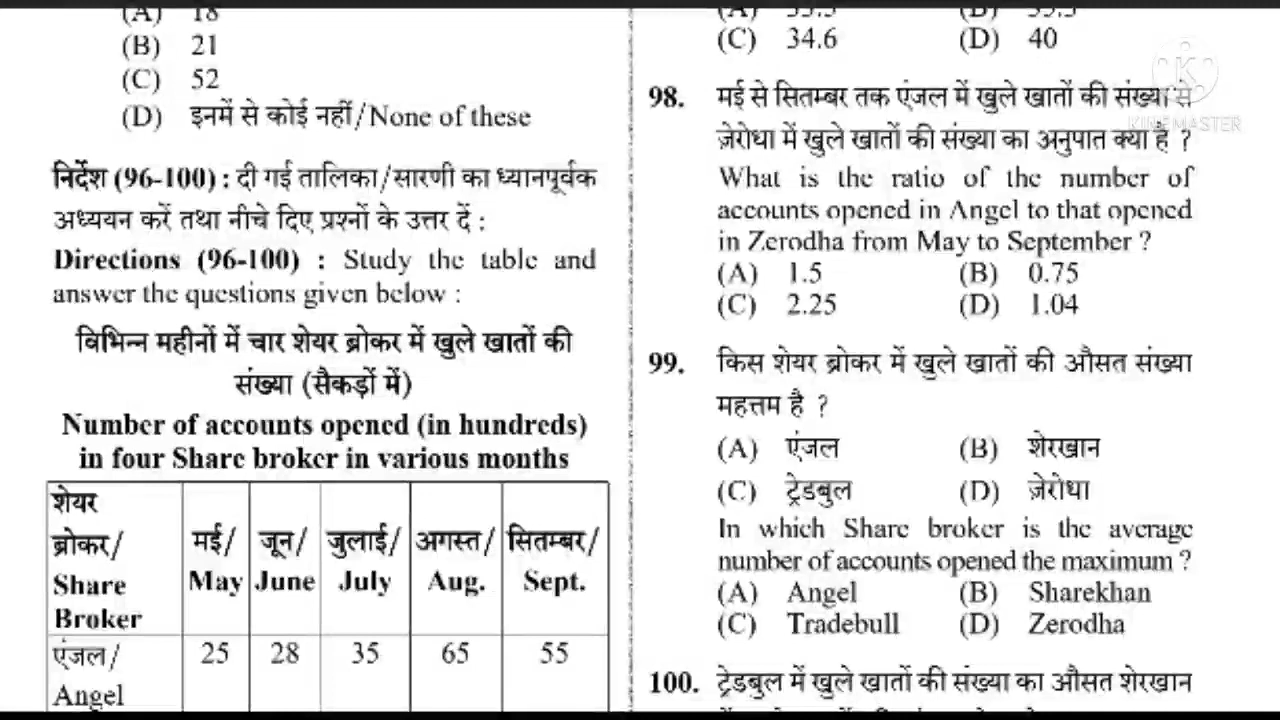 (A) 18
(B) 21
(C) 52
(D) इनमें से कोई नहीं/None of these
निर्देश (96-100) : दी गई तालिका/सारणी का ध्यानपूर्वक
अध्ययन करें तथा नीचे दिए प्रश्नों के उत्तर दें :
Directions (96-100) : Study the table and
answer the questions given below :
विभिन्न महीनों में चार शेयर ब्रोकर में खुले खातों की
संख्या (सैकड़ों में)
Number of accounts opened (in hundreds)
in four Share broker in various months
शेयर
ब्रोकर/ मई/ जून/ जुलाई/ अगस्त/ सितम्बर/
Share May June July Aug. Sept.
Broker
एंजल/ 25 28 35 65 55
Angel
(C) 34.6 (D) 40
98. मई से सितम्बर तक एंजल में खुले खातों की संख्या से
ज़ेरोधा में खुले खातों की संख्या का अनुपात क्या है ?
What is the ratio of the number of
accounts opened in Angel to that opened
in Zerodha from May to September ?
(A) 1.5 (B) 0.75
(C) 2.25 (D) 1.04
99. किस शेयर ब्रोकर में खुले खातों की औसत संख्या
महत्तम है ?
(A) एंजल (B) शेरखान
(C) ट्रेडबुल (D) ज़ेरोधा
In which Share broker is the average
number of accounts opened the maximum ?
(A) Angel (B) Sharekhan
(C) Tradebull (D) Zerodha
100. ट्रेडबुल में खुले खातों की संख्या का औसत शेरखान
K
KINEMASTER